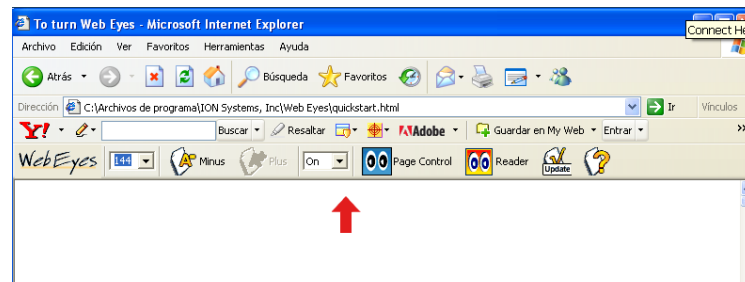 To turn Web Eyes - Microsoft Internet Explorer
Connect He
Archivo Edición Ver Favoritos Herramientas Ayuda
Atrás Búsqueda Favoritos
Dirección C:\Archivos de programa\ION Systems, Inc\Web Eyes\quickstart.html Ir Vínculos
Y! Buscar Resaltar Adobe Guardar en My Web Entrar »
WebEyes 144 Minus Plus On Page Control Reader Update